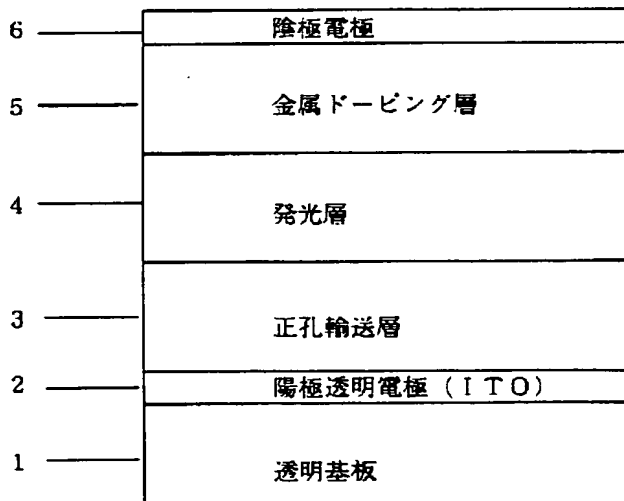 6 陰極電極
5 金属ドーピング層
4 発光層
3 正孔輸送層
2 陽極透明電極(ITO)
1 透明基板